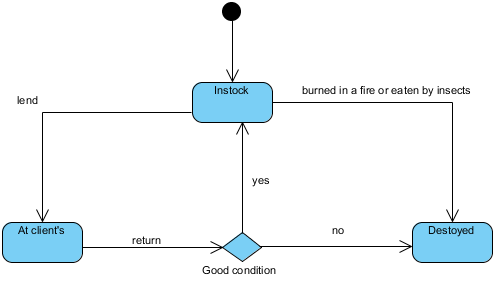 Instock
burned in a fire or eaten by insects
lend
yes
At client's
return
no
Destoyed
Good condition